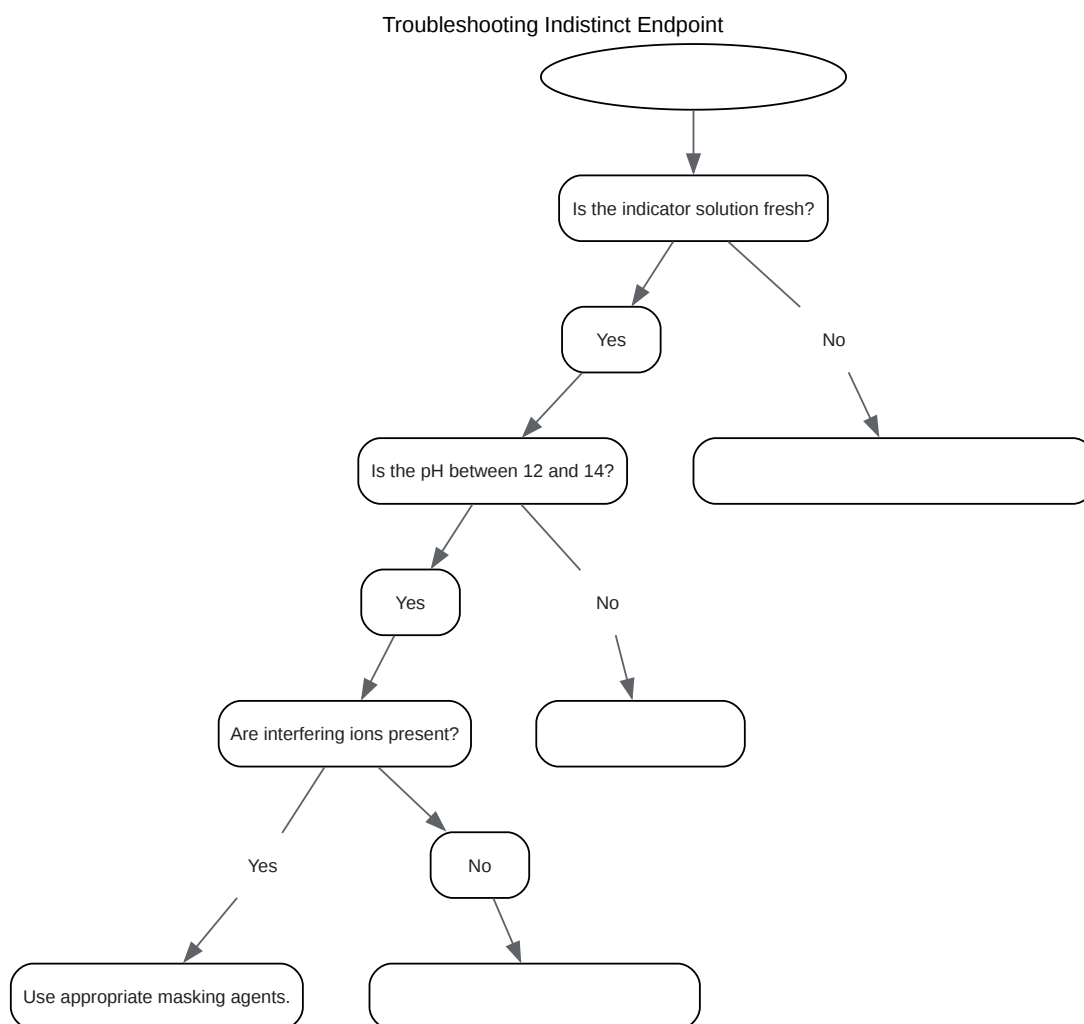 Troubleshooting Indistinct Endpoint
Is the indicator solution fresh?
Yes
No
Is the pH between 12 and 14?
Yes
No
Are interfering ions present?
Yes
No
Use appropriate masking agents.